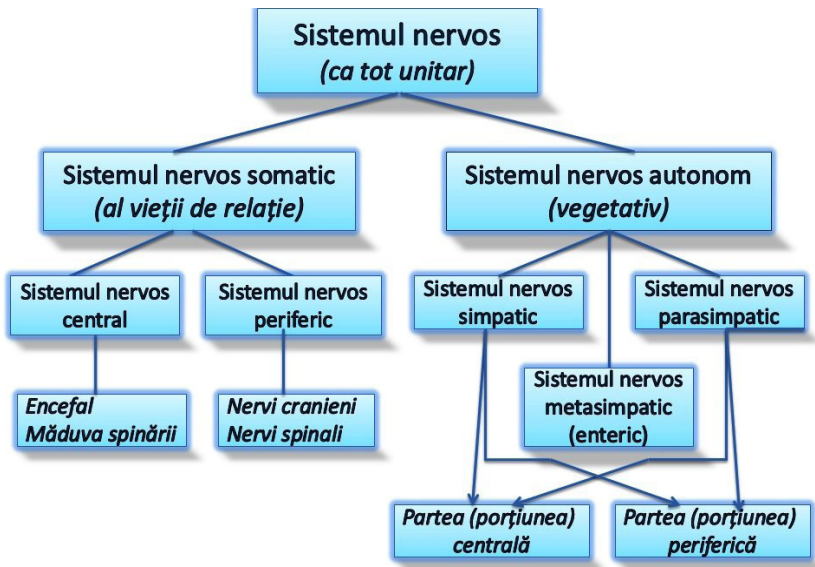 Sistemul nervos
(ca tot unitar)
Sistemul nervos somatic
(al vieții de relație)
Sistemul nervos autonom
(vegetativ)
Sistemul nervos
central
Sistemul nervos
periferic
Sistemul nervos
simpatic
Sistemul nervos
parasimpatic
Encefal
Măduva spinării
Nervi cranieni
Nervi spinali
Sistemul nervos
metasimpatic
(enteric)
Partea (porțiunea)
centrală
Partea (porțiunea)
periferică